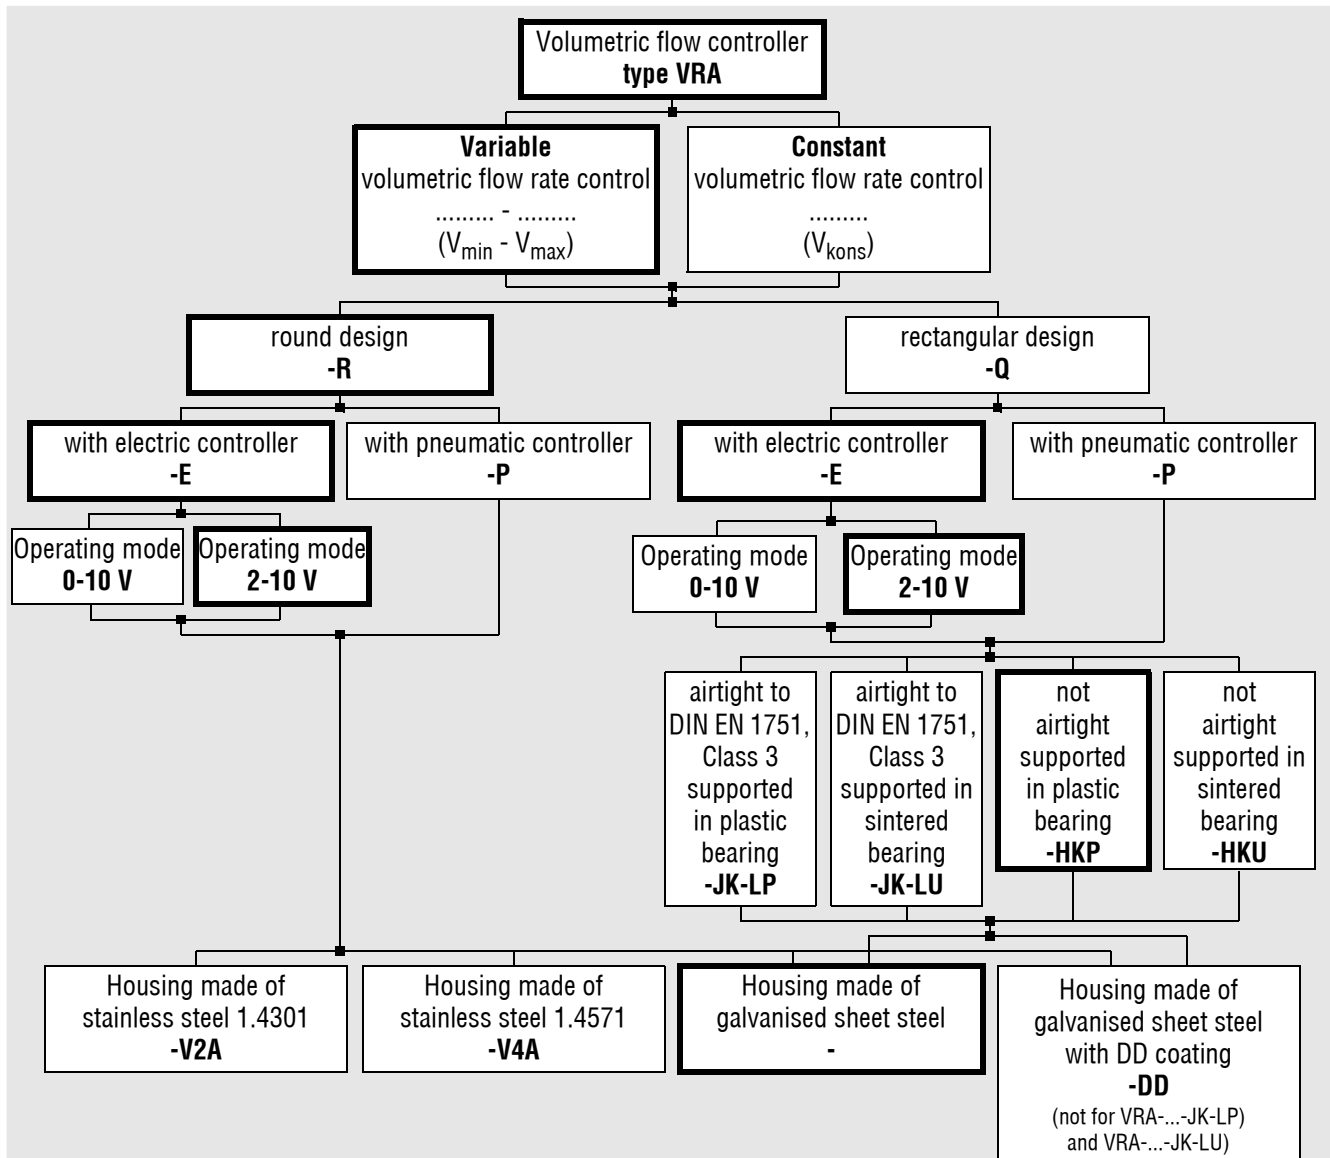 Volumetric flow controller
type VRA
Variable
volumetric flow rate control
......... - .........
(Vmin - Vmax)
Constant
volumetric flow rate control
.........
(Vkons)
round design
-R
rectangular design
-Q
with electric controller
-E
with pneumatic controller
-P
with electric controller
-E
with pneumatic controller
-P
Operating mode
0-10 V
Operating mode
2-10 V
Operating mode
0-10 V
Operating mode
2-10 V
airtight to
DIN EN 1751,
Class 3
supported
in plastic
bearing
-JK-LP
airtight to
DIN EN 1751,
Class 3
supported in
sintered
bearing
-JK-LU
not
airtight
supported
in plastic
bearing
-HKP
not
airtight
supported in
sintered
bearing
-HKU
Housing made of
stainless steel 1.4301
-V2A
Housing made of
stainless steel 1.4571
-V4A
Housing made of
galvanised sheet steel
-
Housing made of
galvanised sheet steel
with DD coating
-DD
(not for VRA-...-JK-LP)
and VRA-...-JK-LU)